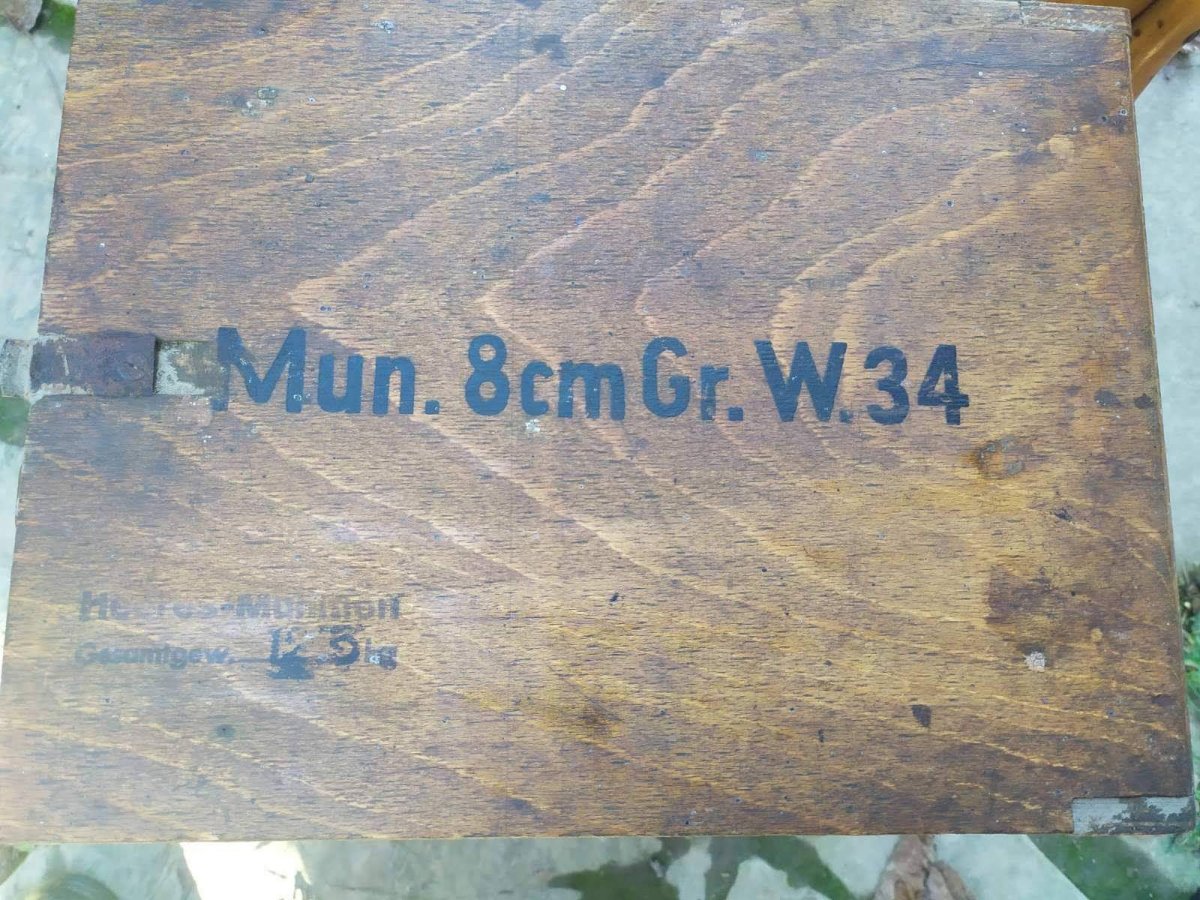 Mun. 8cm Gr. W. 34
Heeres-Munition
Gesamtgew. kg